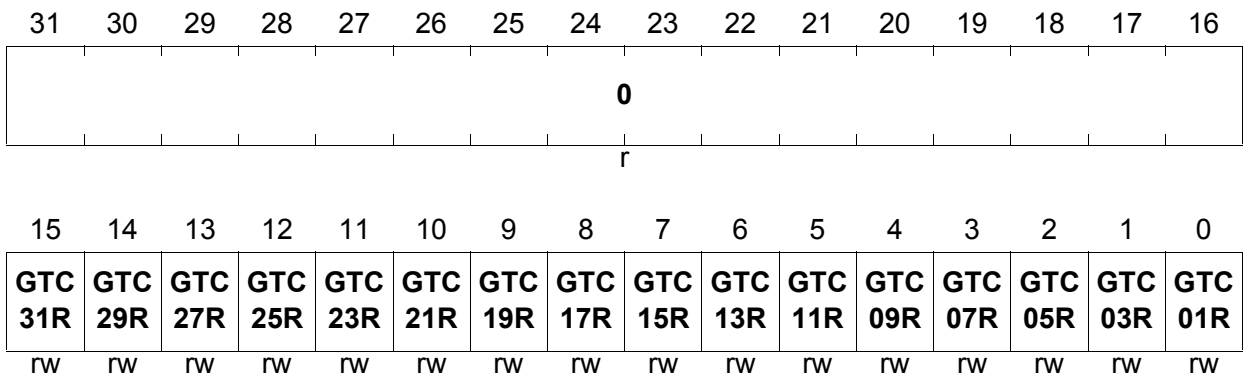 31 30 29 28 27 26 25 24 23 22 21 20 19 18 17 16
0
r
15 14 13 12 11 10 9 8 7 6 5 4 3 2 1 0
GTC GTC GTC GTC GTC GTC GTC GTC GTC GTC GTC GTC GTC GTC GTC GTC
31R 29R 27R 25R 23R 21R 19R 17R 15R 13R 11R 09R 07R 05R 03R 01R
rw rw rw rw rw rw rw rw rw rw rw rw rw rw rw rw